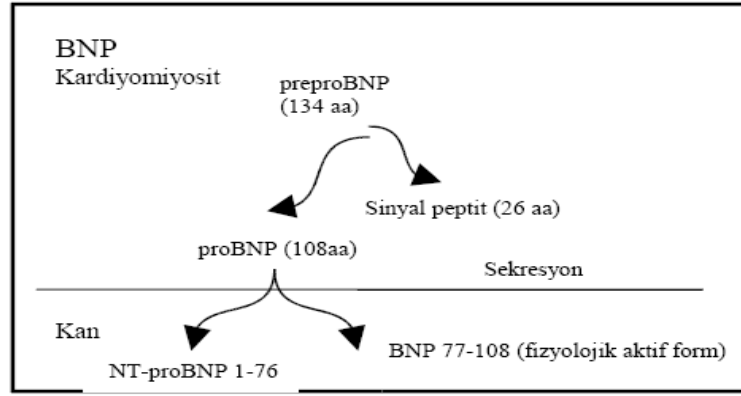 BNP
Kardiyomiyosit
preproBNP
(134 aa)
Sinyal peptit (26 aa)
proBNP (108aa)
Sekresyon
Kan
BNP 77-108 (fizyolojik aktif form)
NT-proBNP 1-76